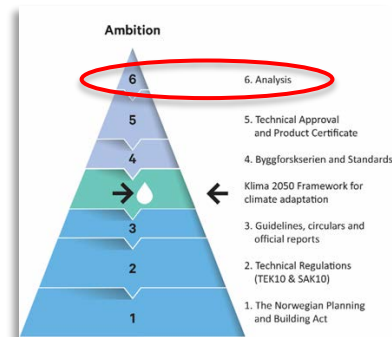 Ambition
6
6. Analysis
5
5. Technical Approval
and Product Certificate
4
4. Byggforskserien and Standards
Klima 2050 Framework for
climate adaptation
3
3. Guidelines, circulars and
official reports
2
2. Technical Regulations
(TEK10 & SAK10)
1
1. The Norwegian Planning
and Building Act